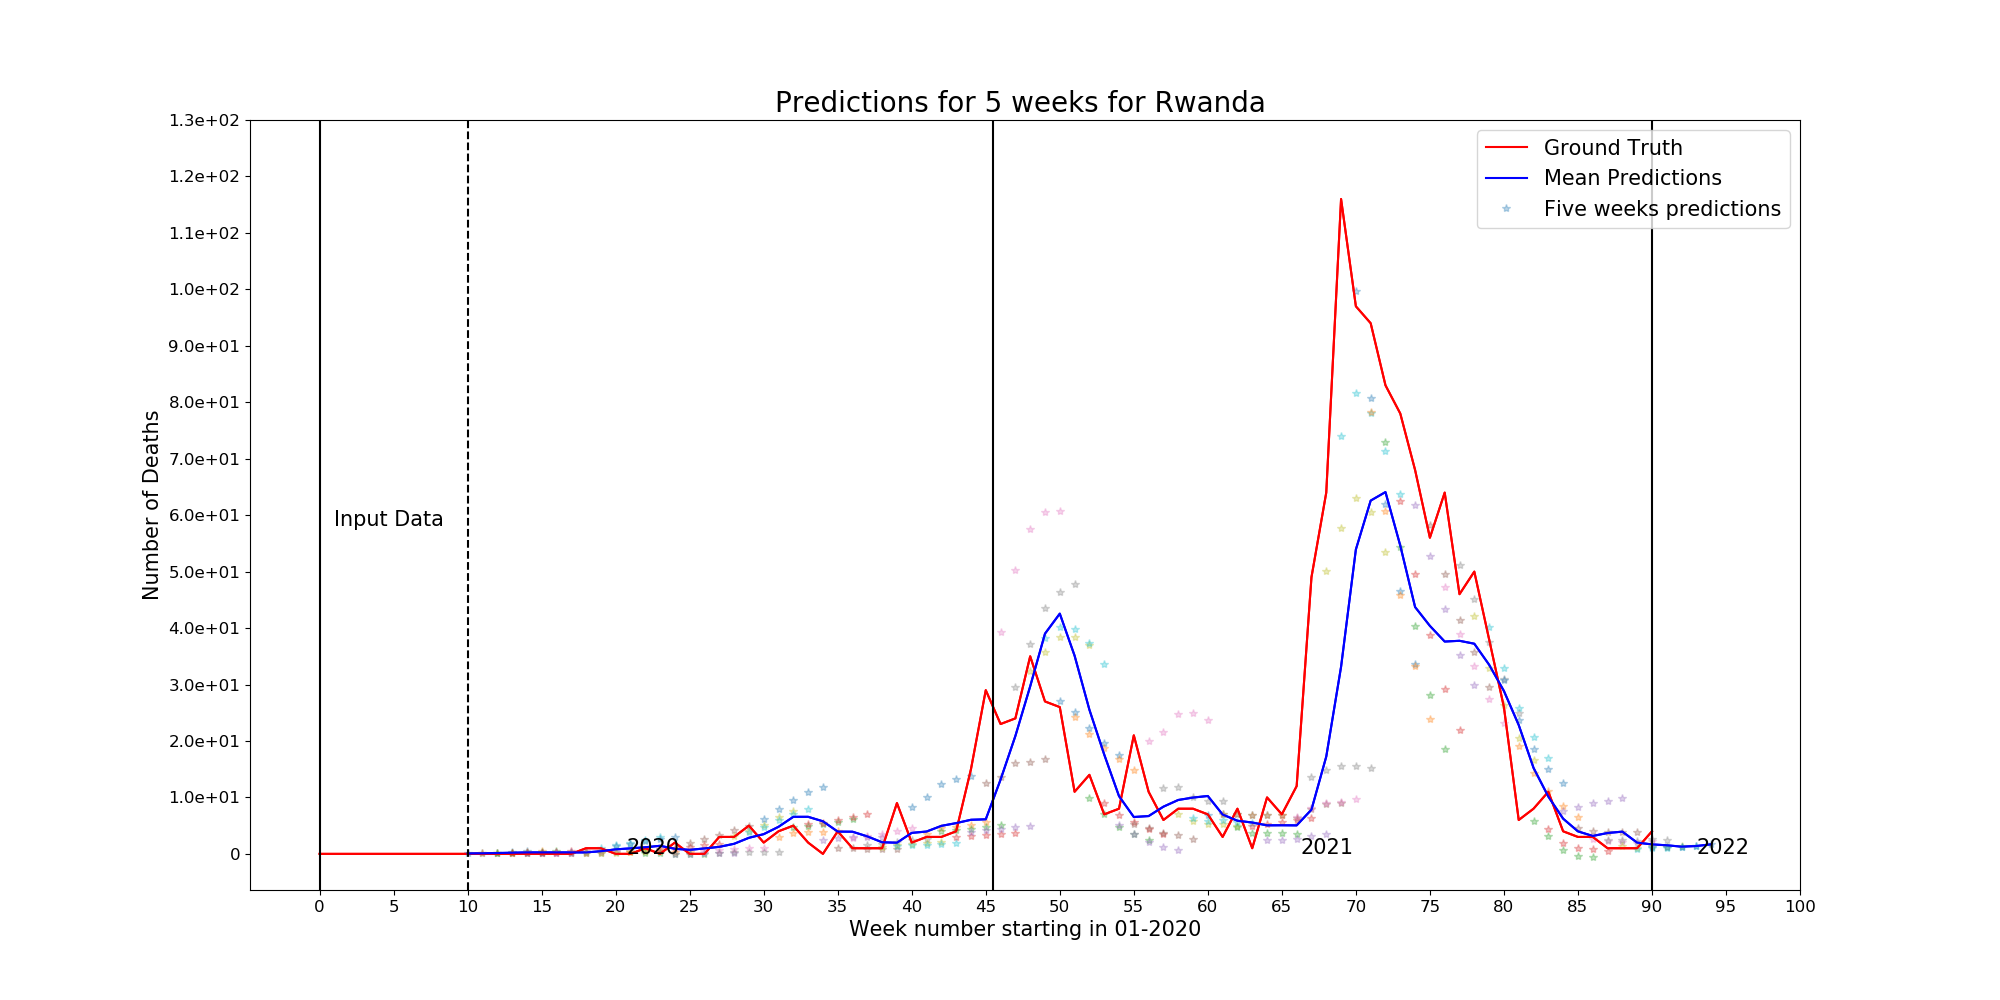 Predictions for 5 weeks for Rwanda
1.3e+02
1.2e+02
1.1e+02
1.0e+02
9.0e+01
8.0e+01
7.0e+01
6.0e+01
5.0e+01
4.0e+01
3.0e+01
2.0e+01
1.0e+01
0
Number of Deaths
Ground Truth
Mean Predictions
Five weeks predictions
Input Data
2020
2021
2022
0 5 10 15 20 25 30 35 40 45 50 55 60 65 70 75 80 85 90 95 100
Week number starting in 01-2020